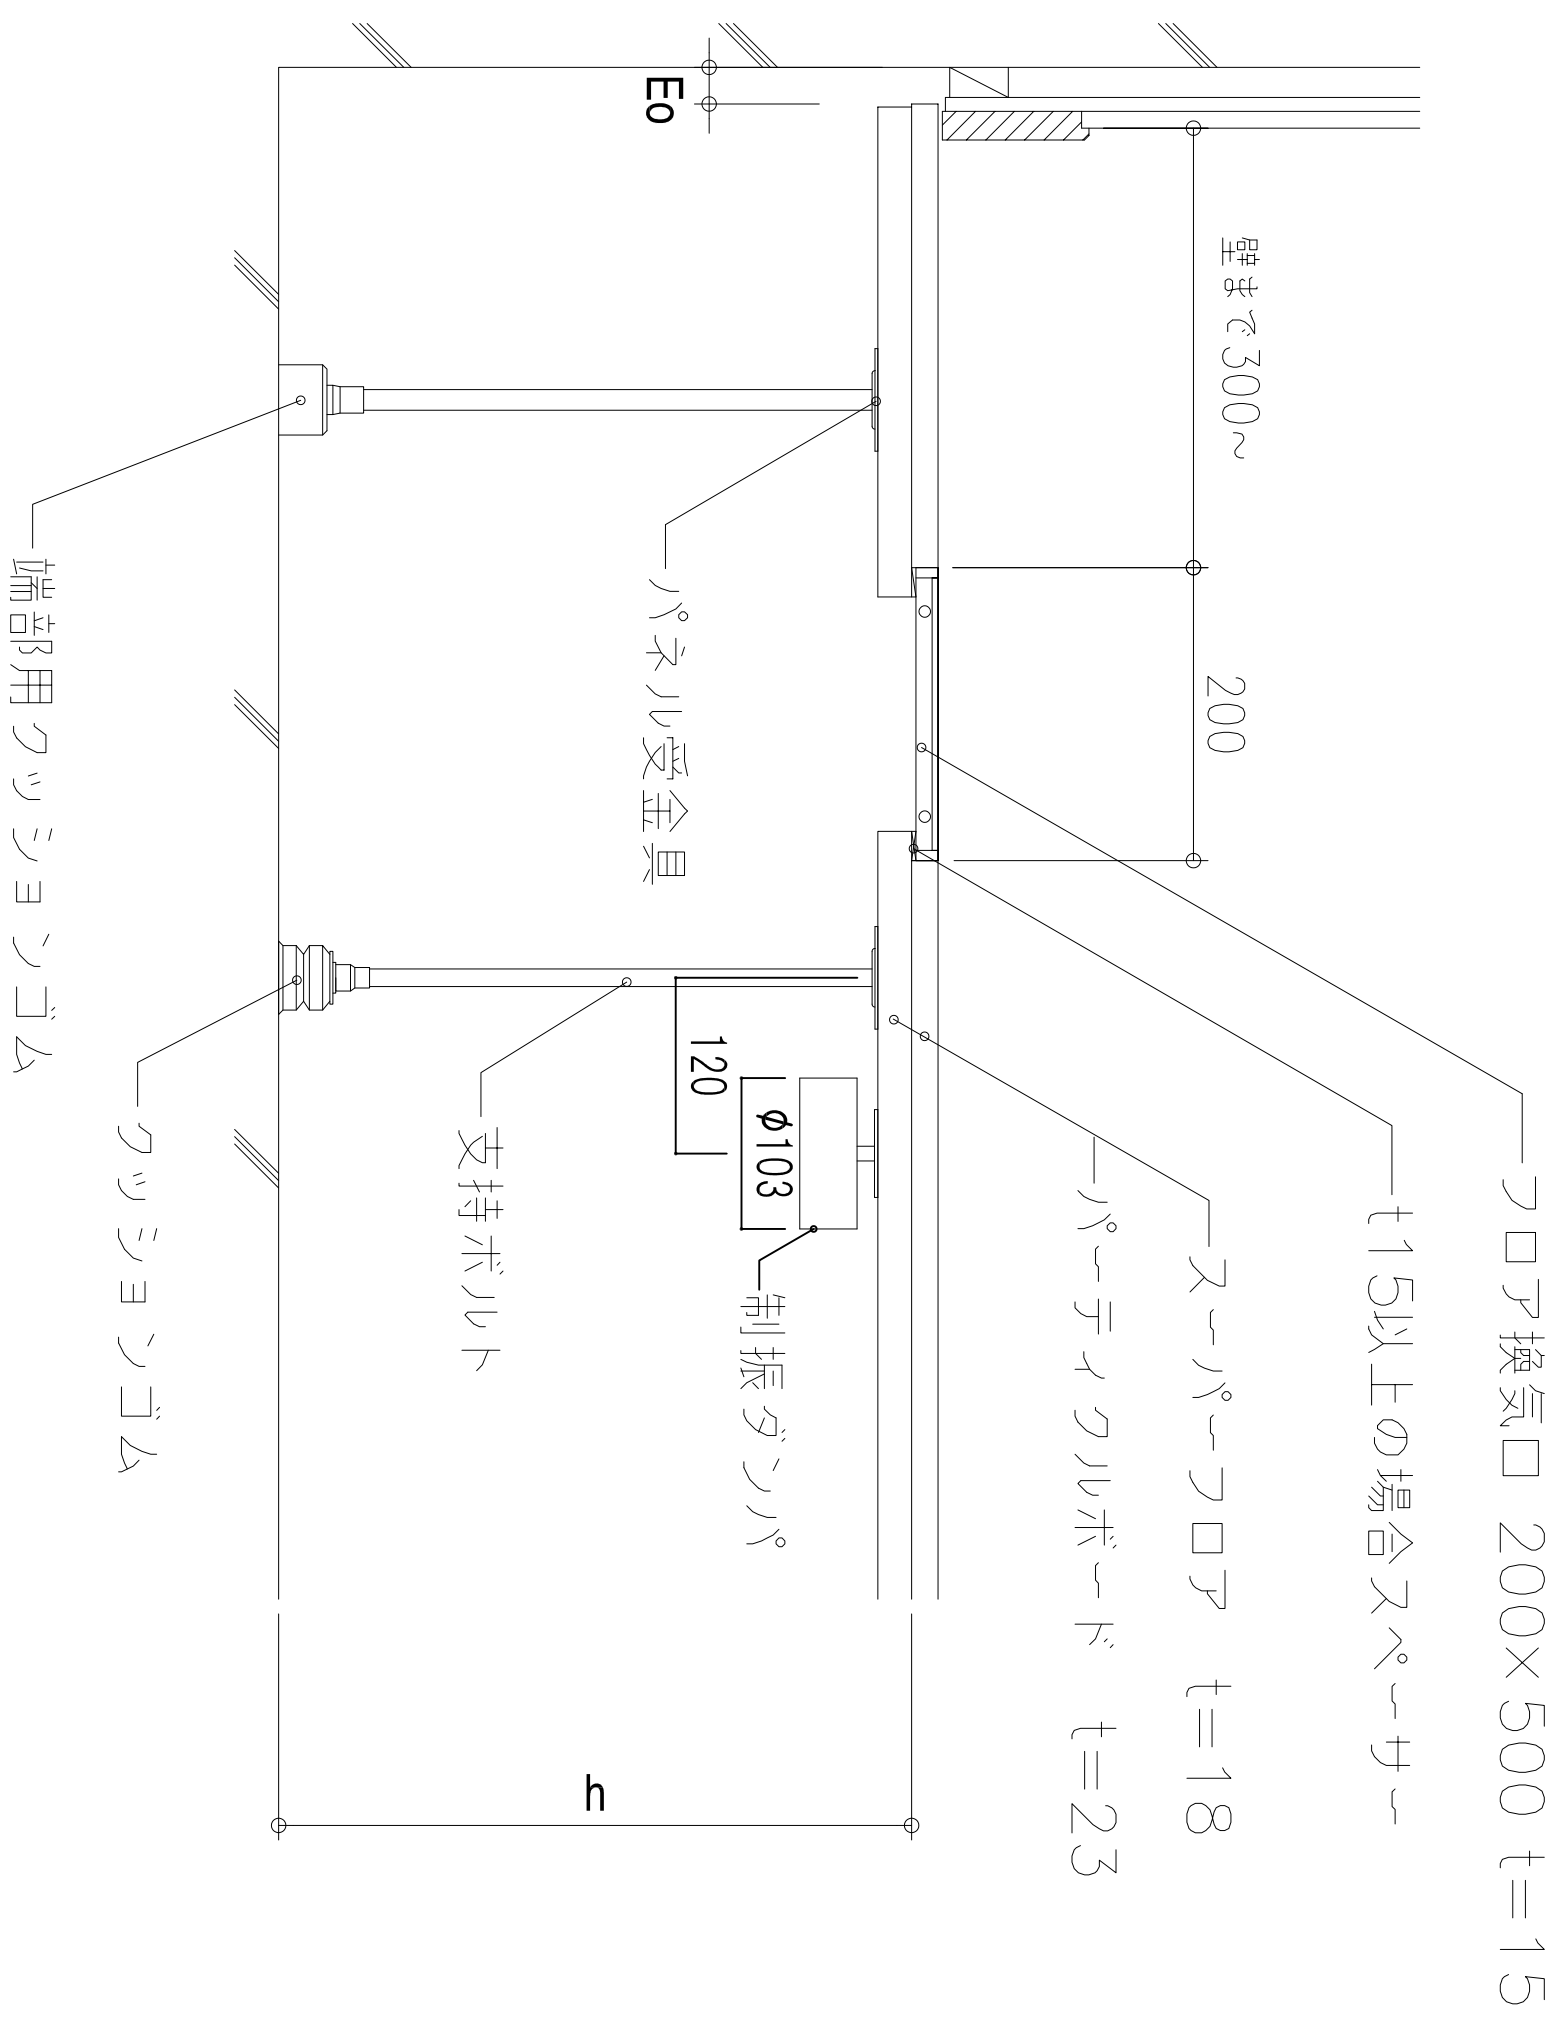 フロア換気口 200×500 t=15
t15以上の場合スペーサー
壁まで300~
200
スーパーフロア t=18
パーティクルボード t=23
制振ダンパ
φ103
120
パネル受金具
Eo
h
支持ボルト
クッションゴム
端部用クッションゴム